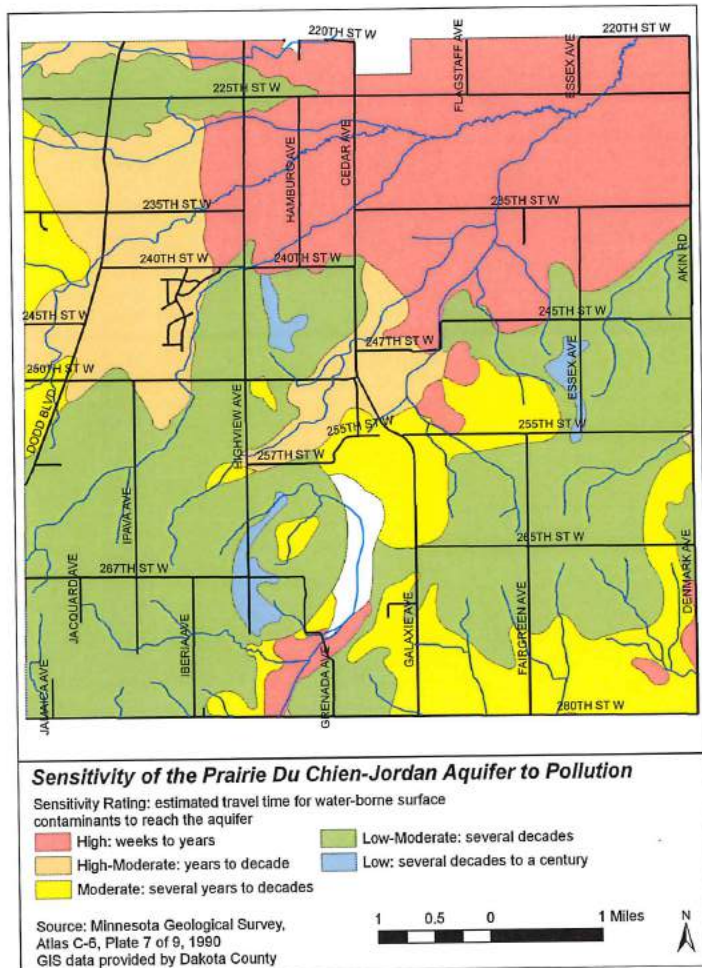 220TH ST W
220TH ST W
FLAGSTAFF AVE
ESSEX AVE
225TH ST W
HAMBURG AVE
CEDAR AVE
235TH ST W
235TH ST W
AKIN RD
240TH ST W
240TH ST W
245TH ST W
245TH ST W
247TH ST W
250TH ST W
ESSEX AVE
DODD BLVD
HIGHVIEW AVE
255TH ST W
255TH ST W
257TH ST W
IPAVA AVE
265TH ST W
267TH ST W
JACQUARD AVE
DENMARK AVE
IBERIA AVE
GALAXIE AVE
FAIRGREEN AVE
JAMAICA AVE
GRENADA AVE
280TH ST W
Sensitivity of the Prairie Du Chien-Jordan Aquifer to Pollution
Sensitivity Rating: estimated travel time for water-borne surface
contaminants to reach the aquifer
High: weeks to years
Low-Moderate: several decades
High-Moderate: years to decade
Low: several decades to a century
Moderate: several years to decades
Source: Minnesota Geological Survey,
Atlas C-6, Plate 7 of 9, 1990
GIS data provided by Dakota County
1 0.5 0 1 Miles
N